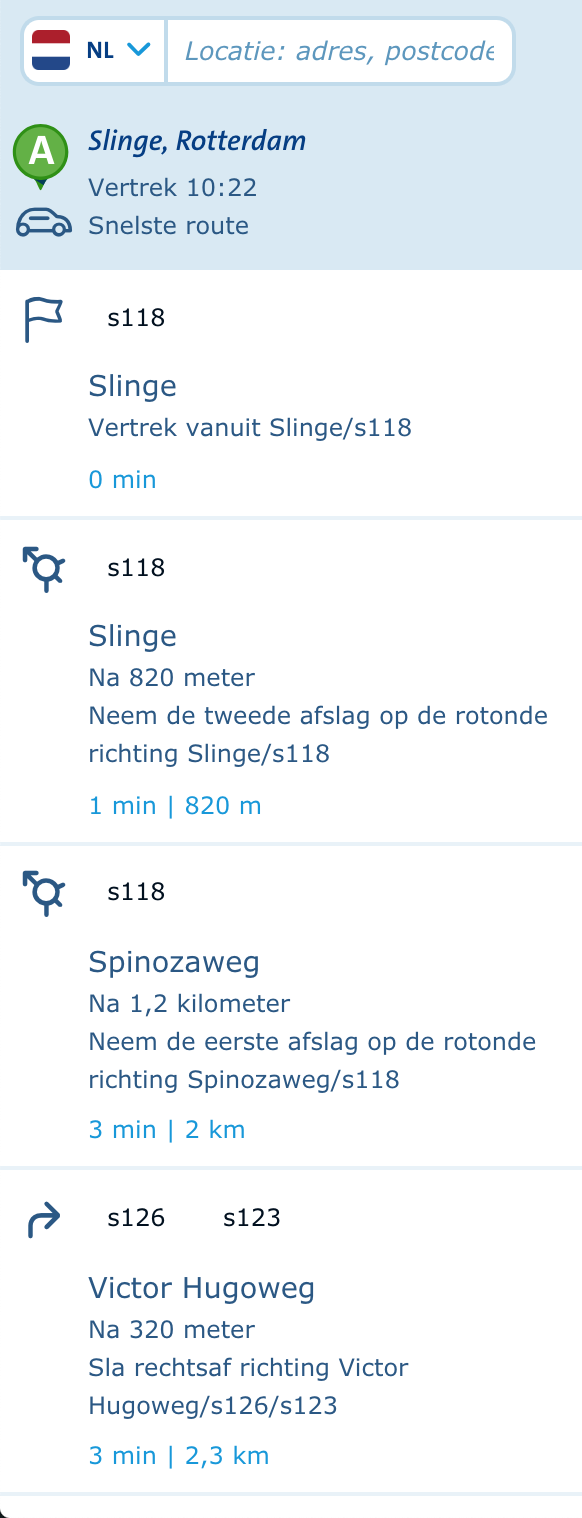 NL
Locatie: adres, postcode
A
Slinge, Rotterdam
Vertrek 10:22
Snelste route
s118
Slinge
Vertrek vanuit Slinge/s118
0 min
s118
Slinge
Na 820 meter
Neem de tweede afslag op de rotonde
richting Slinge/s118
1 min | 820 m
s118
Spinozaweg
Na 1,2 kilometer
Neem de eerste afslag op de rotonde
richting Spinozaweg/s118
3 min | 2 km
s126 s123
Victor Hugoweg
Na 320 meter
Sla rechtsaf richting Victor
Hugoweg/s126/s123
3 min | 2,3 km